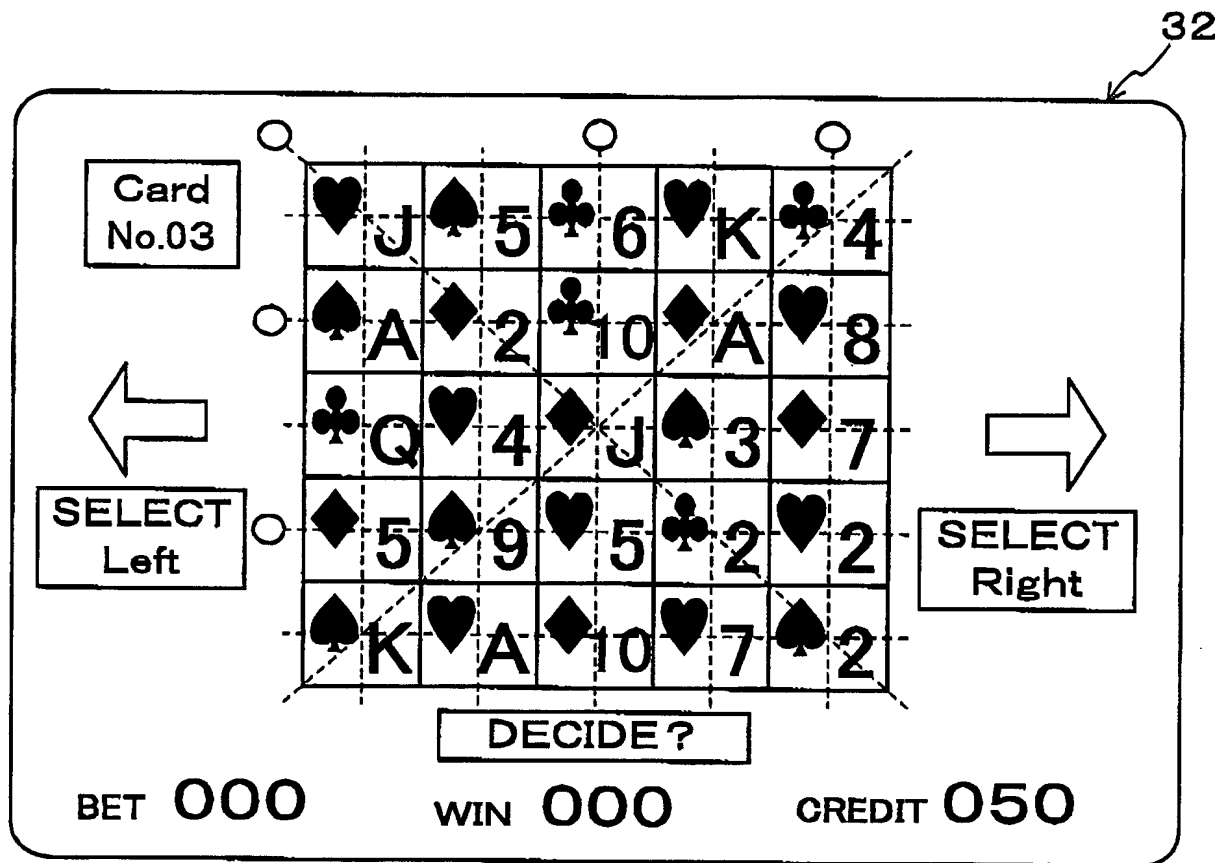 32
Card
No.03
J 5 6 K 4
A 2 10 A 8
Q 4 J 3 7
5 9 5 2 2
K A 10 7 2
SELECT
Left
SELECT
Right
DECIDE?
BET 000 WIN 000 CREDIT 050